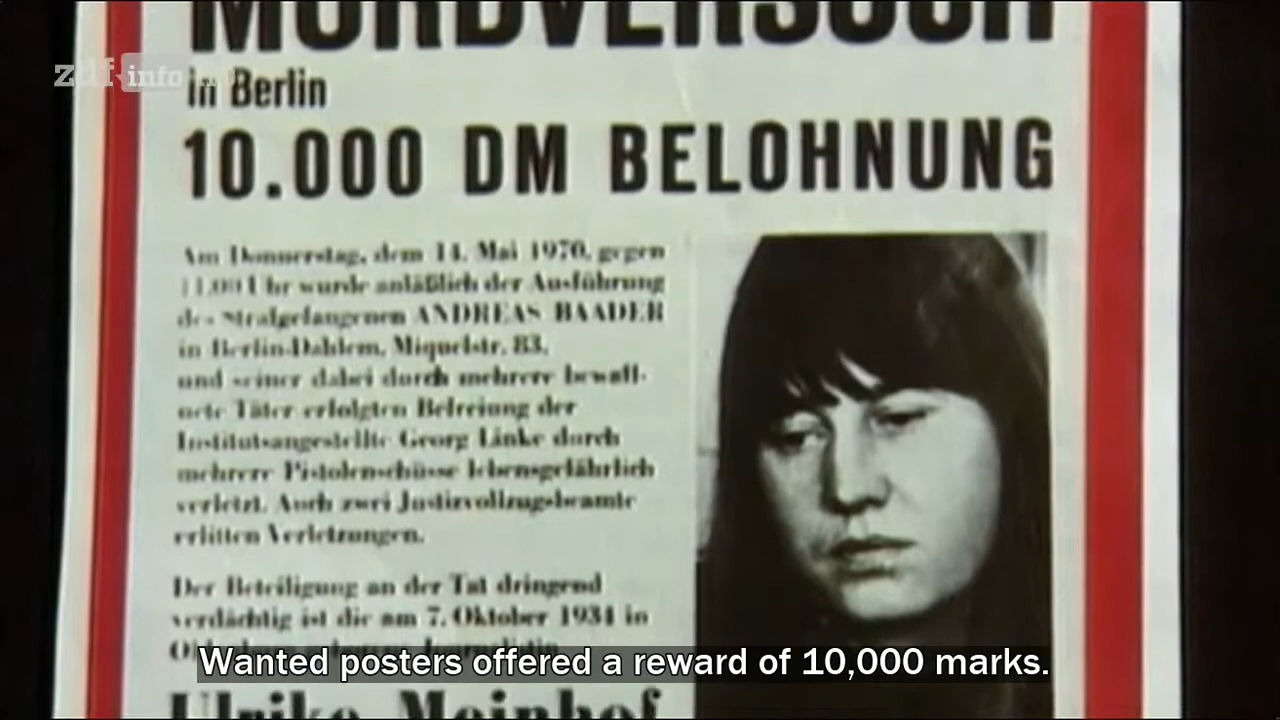 MORDVERSUCH
zdf info
in Berlin
10.000 DM BELOHNUNG
Am Donnerstag, dem 14. Mai 1970, gegen
11.00 Uhr wurde anläßlich der Ausführung
des Strafgefangenen ANDREAS BAADER
in Berlin-Dahlem, Miquelstr. 83,
und seiner dabei durch mehrere bewaff-
nete Täter erfolgten Befreiung der
Institutsangestellte Georg Linke durch
mehrere Pistolenschüsse lebensgefährlich
verletzt. Auch zwei Justizvollzugsbeamte
erlitten Verletzungen.
Der Beteiligung an der Tat dringend
verdächtig ist die am 7. Oktober 1934 in
Wanted posters offered a reward of 10,000 marks.
Ulrike Meinhof